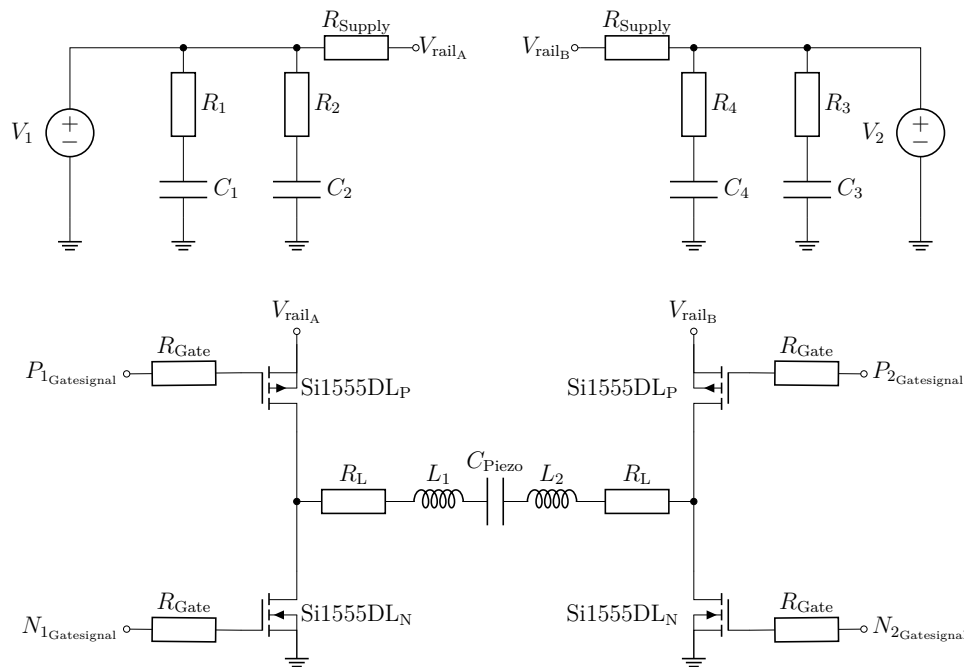 R_Supply R_Supply
V_rail_A V_rail_B
V_1 + − R_1 R_2 R_4 R_3 V_2 + −
C_1 C_2 C_4 C_3
V_rail_A V_rail_B
R_Gate R_Gate
P_1_Gatesignal Si1555DL_P Si1555DL_P P_2_Gatesignal
R_L L_1 C_Piezo L_2 R_L
R_Gate Si1555DL_N Si1555DL_N R_Gate
N_1_Gatesignal N_2_Gatesignal